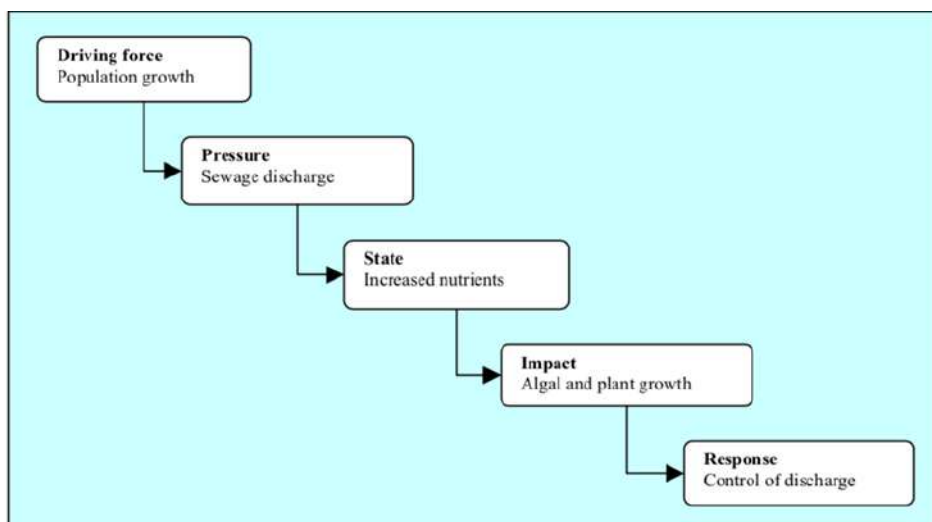 Driving force
Population growth
Pressure
Sewage discharge
State
Increased nutrients
Impact
Algal and plant growth
Response
Control of discharge